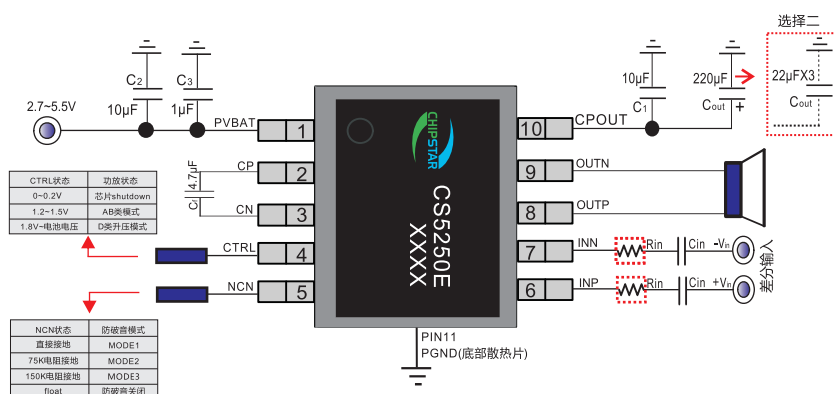 选择二
C2
10μF
C3
1μF
2.7~5.5V
PVBAT
10μF
C1
220μF
Cout
+
22μFX3
Cout
CPOUT
1
2
3
4
5
10
9
8
7
6
CP
4.7μF
Cf
CN
CTRL
NCN
OUTN
OUTP
INN
Rin
Cin
-Vin
INP
Rin
Cin
+Vin
差分输入
CHIPSTAR
CS5250E
XXXX
CTRL状态 功放状态
0~0.2V 芯片shutdown
1.2~1.5V AB类模式
1.8V~电池电压 D类升压模式
NCN状态 防破音模式
直接接地 MODE1
75K电阻接地 MODE2
150K电阻接地 MODE3
float 防破音关闭
PIN11
PGND(底部散热片)